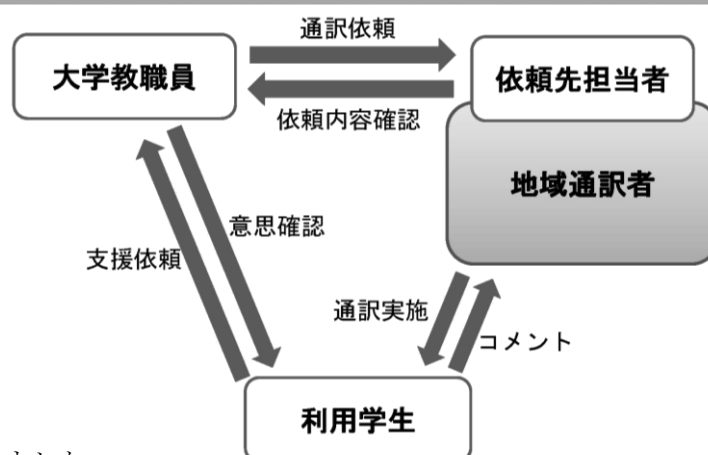 通訳依頼
大学教職員
依頼先担当者
依頼内容確認
地域通訳者
意思確認
支援依頼
通訳実施
コメント
利用学生